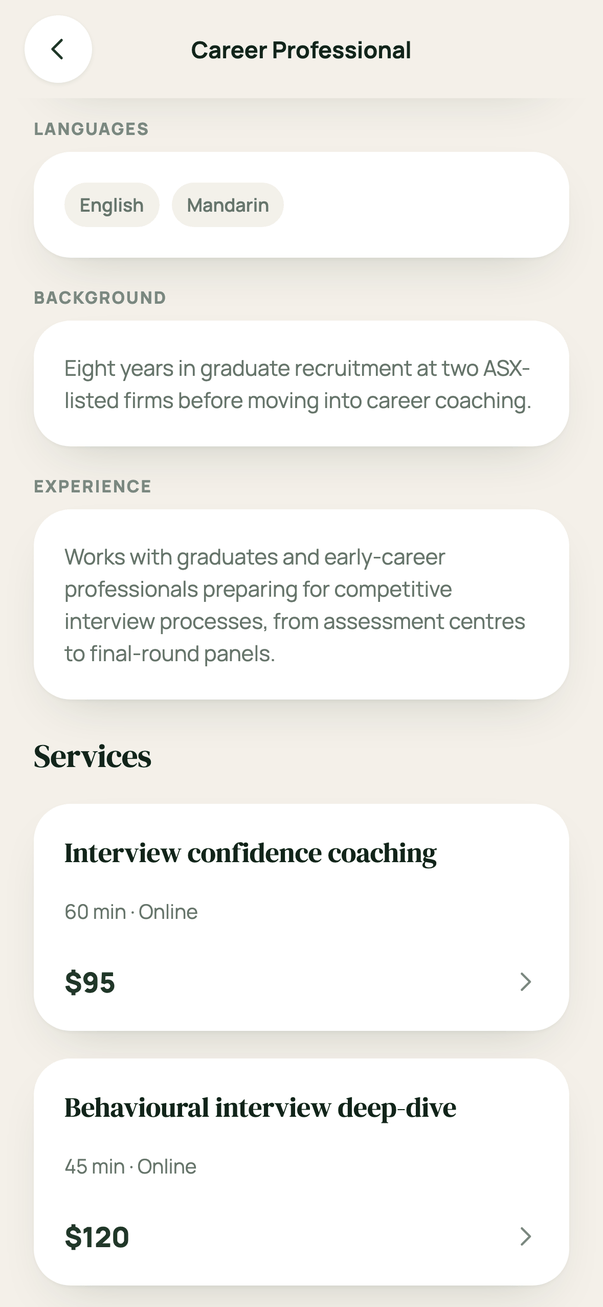 Career Professional
LANGUAGES
English Mandarin
BACKGROUND
Eight years in graduate recruitment at two ASX-
listed firms before moving into career coaching.
EXPERIENCE
Works with graduates and early-career
professionals preparing for competitive
interview processes, from assessment centres
to final-round panels.
Services
Interview confidence coaching
60 min · Online
$95
Behavioural interview deep-dive
45 min · Online
$120